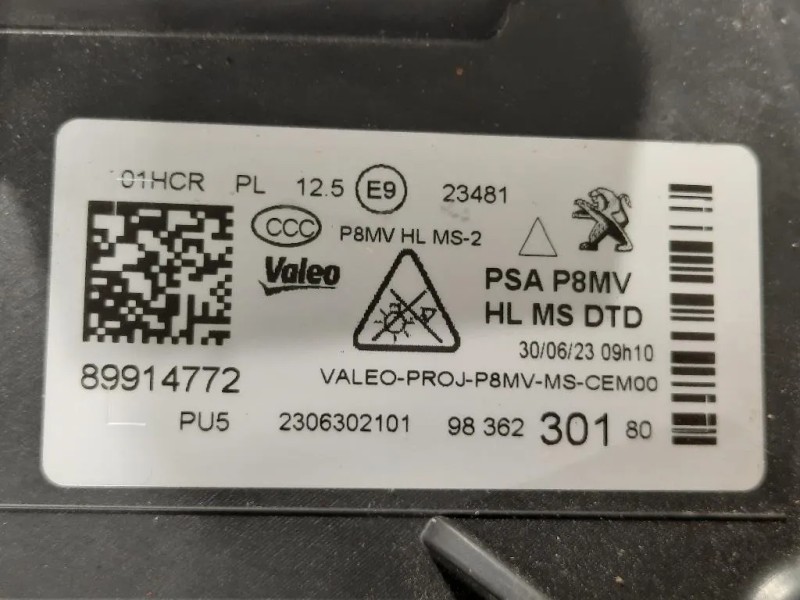 01HCR PL 12.5 E9 23481
CCC P8MV HL MS-2
Valeo PSA P8MV
HL MS DTD
30/06/23 09h10
89914772 VALEO-PROJ-P8MV-MS-CEM00
PU5 2306302101 98 362 301 80